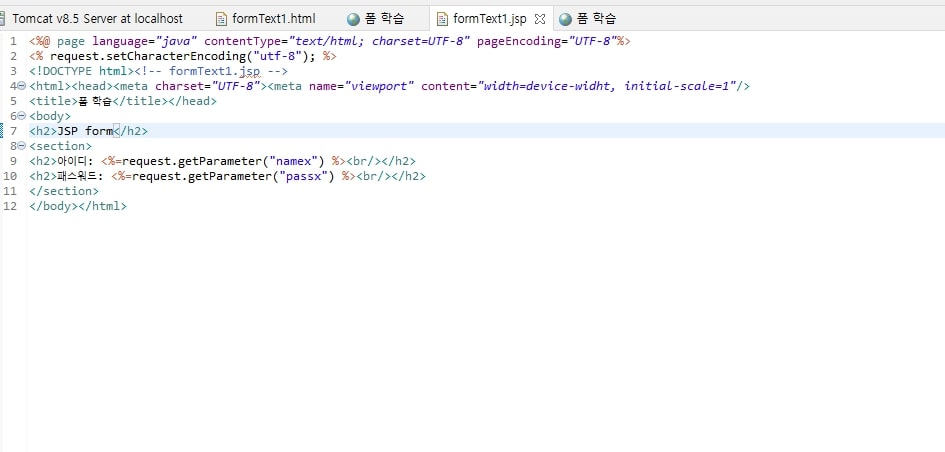 Tomcat v8.5 Server at localhost formText1.html 폼 학습 formText1.jsp 폼 학습
1 <%@ page language="java" contentType="text/html; charset=UTF-8" pageEncoding="UTF-8"%>
2 <% request.setCharacterEncoding("utf-8"); %>
3 <!DOCTYPE html><!-- formText1.jsp -->
4 <html><head><meta charset="UTF-8"><meta name="viewport" content="width=device-widht, initial-scale=1"/>
5 <title>폼 학습</title></head>
6 <body>
7 <h2>JSP form</h2>
8 <section>
9 <h2>아이디: <%=request.getParameter("namex") %><br/></h2>
10 <h2>패스워드: <%=request.getParameter("passx") %><br/></h2>
11 </section>
12 </body></html>